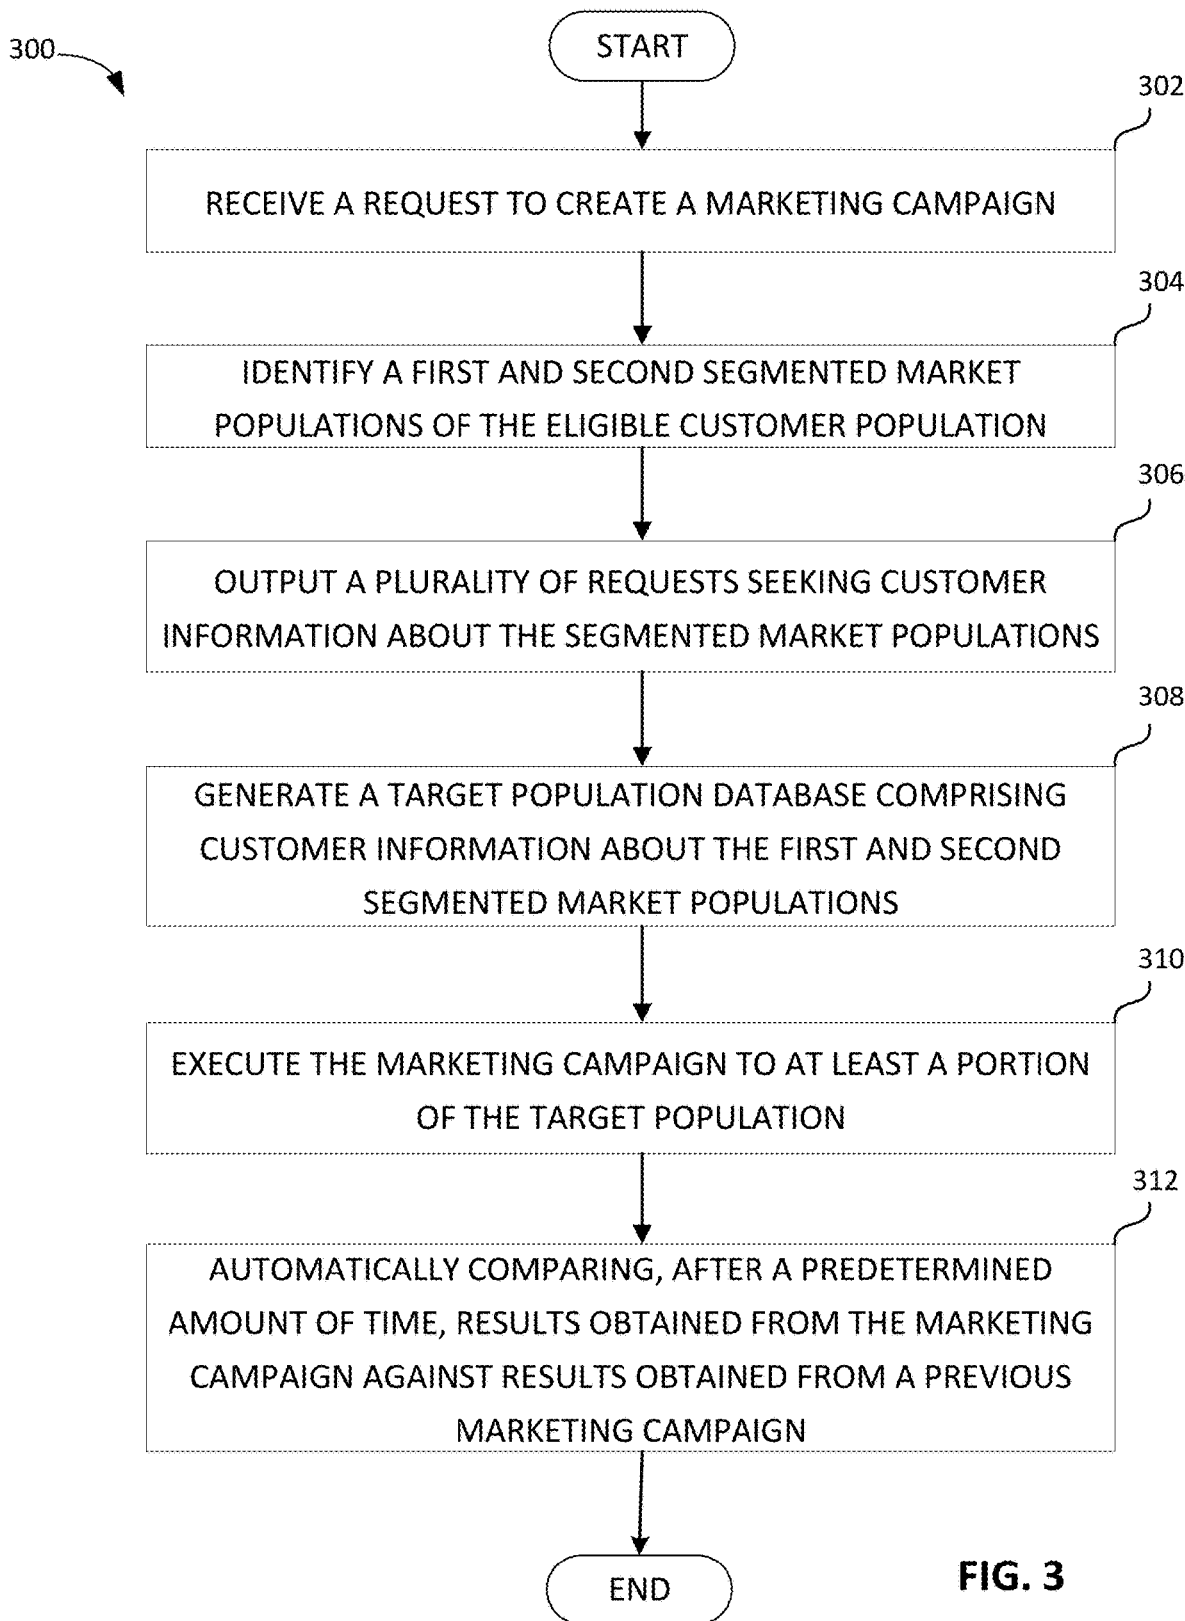 START
300
302
RECEIVE A REQUEST TO CREATE A MARKETING CAMPAIGN
304
IDENTIFY A FIRST AND SECOND SEGMENTED MARKET
POPULATIONS OF THE ELIGIBLE CUSTOMER POPULATION
306
OUTPUT A PLURALITY OF REQUESTS SEEKING CUSTOMER
INFORMATION ABOUT THE SEGMENTED MARKET POPULATIONS
308
GENERATE A TARGET POPULATION DATABASE COMPRISING
CUSTOMER INFORMATION ABOUT THE FIRST AND SECOND
SEGMENTED MARKET POPULATIONS
310
EXECUTE THE MARKETING CAMPAIGN TO AT LEAST A PORTION
OF THE TARGET POPULATION
312
AUTOMATICALLY COMPARING, AFTER A PREDETERMINED
AMOUNT OF TIME, RESULTS OBTAINED FROM THE MARKETING
CAMPAIGN AGAINST RESULTS OBTAINED FROM A PREVIOUS
MARKETING CAMPAIGN
END
FIG. 3